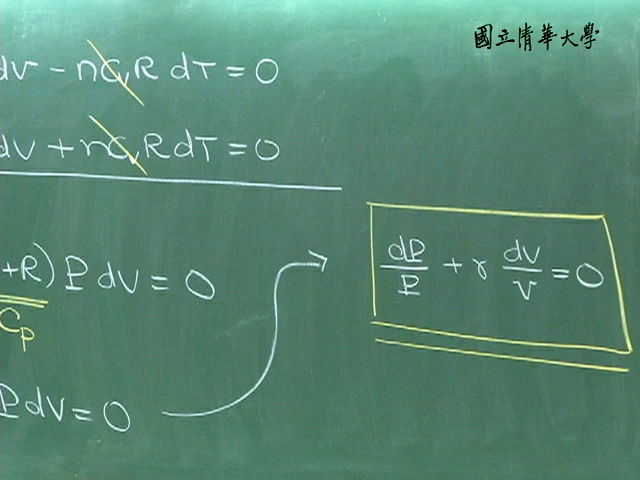 國立清華大學
dV - nCᵥR dT = 0
dV + nCᵥR dT = 0
+R) P dV = 0
Cₚ
P dV = 0
dP/P + γ dV/V = 0